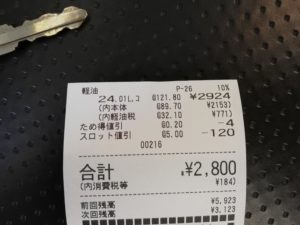 軽油 P-26 10%
24.01L,コ @121.80 ¥2924
(内本体 @89.70 ¥2153)
(内軽油税 @32.10 ¥771)
ため得値引 @0.20 -4
スロット値引 @5.00 -120
00216
合計 ¥2,800
(内消費税等 ¥184)
前回残高 ¥5,923
次回残高 ¥3,123